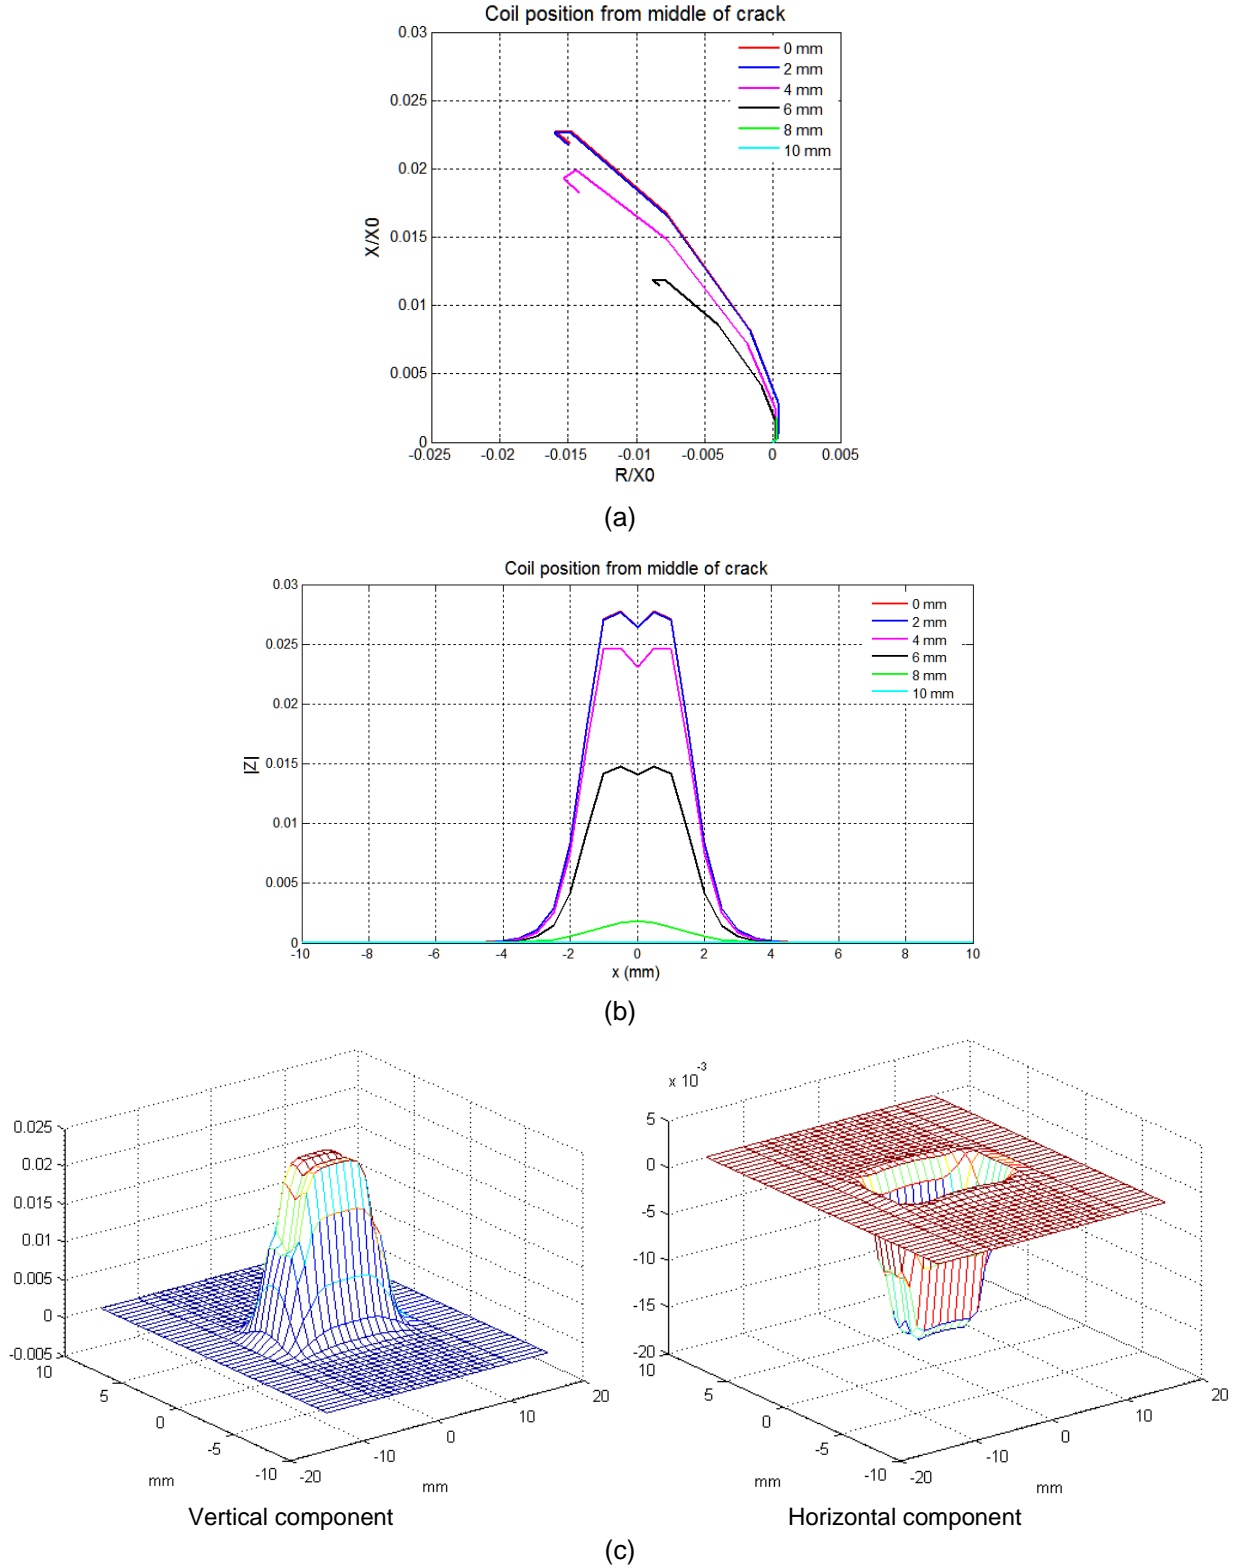 Coil position from middle of crack
0.03
0.025
0.02
0.015
0.01
0.005
0
X/X0
0 mm
2 mm
4 mm
6 mm
8 mm
10 mm
-0.025 -0.02 -0.015 -0.01 -0.005 0 0.005
R/X0
(a)
Coil position from middle of crack
0.03
0.025
0.02
0.015
0.01
0.005
0
|Z|
0 mm
2 mm
4 mm
6 mm
8 mm
10 mm
-10 -8 -6 -4 -2 0 2 4 6 8 10
x (mm)
(b)
0.025
0.02
0.015
0.01
0.005
0
-0.005
10
5
0
-5
-10
mm
-20
-10
0
10
20
mm
Vertical component
x 10-3
5
0
-5
-10
-15
-20
10
5
0
-5
-10
mm
-20
-10
0
10
20
mm
Horizontal component
(c)